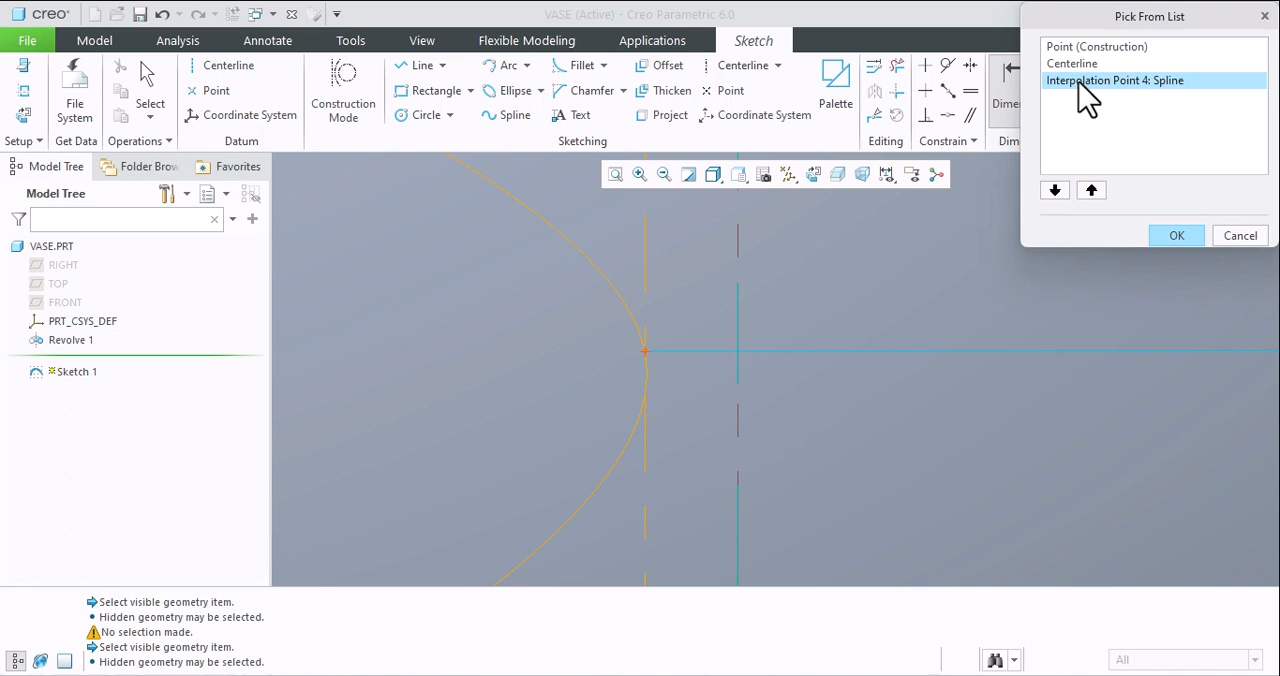 creo
VASE (Active) - Creo Parametric 6.0
Pick From List
File
Model
Analysis
Annotate
Tools
View
Flexible Modeling
Applications
Sketch
Point (Construction)
Centerline
Interpolation Point 4: Spline
OK
Cancel
File
System
Select
Centerline
Point
Coordinate System
Construction
Mode
Line
Arc
Fillet
Offset
Centerline
Rectangle
Ellipse
Chamfer
Thicken
Point
Circle
Spline
Text
Project
Coordinate System
Palette
Dimen
Setup
Get Data
Operations
Datum
Sketching
Editing
Constrain
Dim
Model Tree
Folder Brow
Favorites
Model Tree
VASE.PRT
RIGHT
TOP
FRONT
PRT_CSYS_DEF
Revolve 1
Sketch 1
Select visible geometry item.
Hidden geometry may be selected.
No selection made.
Select visible geometry item.
Hidden geometry may be selected.
All